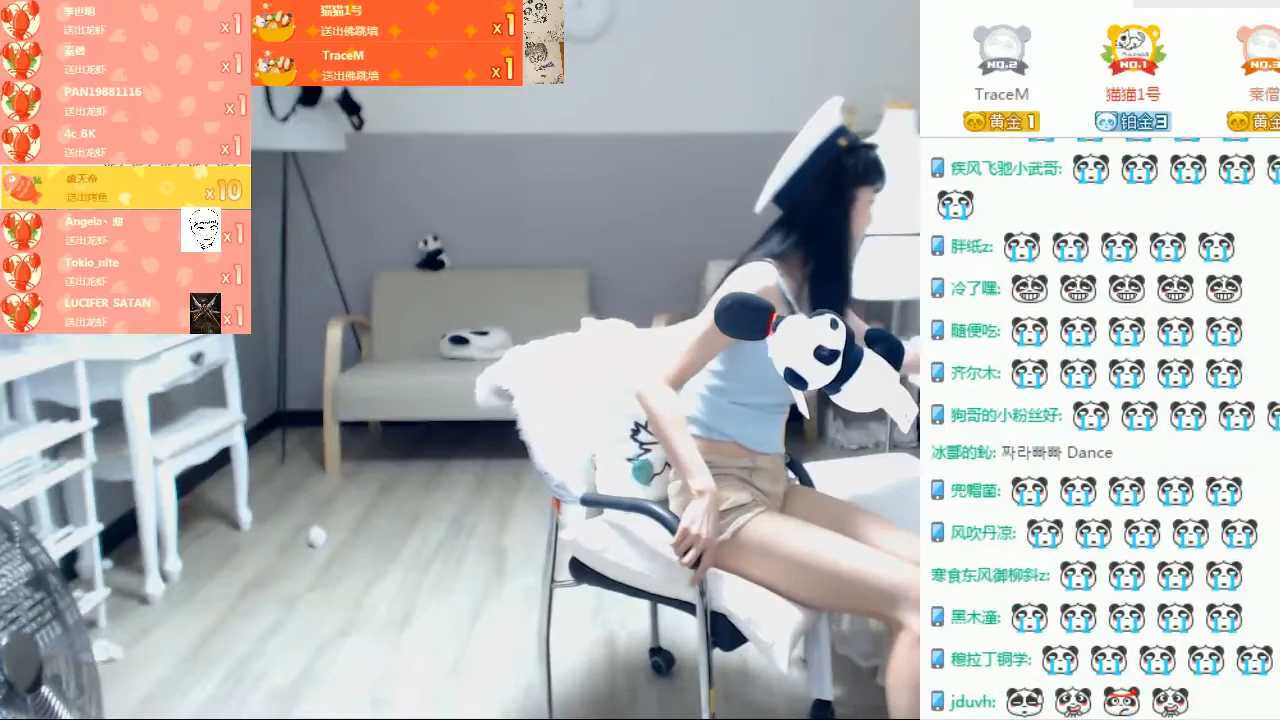 李世明
送出龙虾
x1
送出龙虾
x1
PAN19881116
送出龙虾
x1
4c_BK
送出龙虾
x1
虞天帝
送出烤鱼
x10
送出龙虾
x1
Tokio_nite
送出龙虾
x1
LUCIFER_SATAN
送出龙虾
x1
猫猫1号
送出佛跳墙
x1
TraceM
送出佛跳墙
x1
NO.2
NO.1
NO.3
TraceM
猫猫1号
秦僧
黄金1
铂金3
黄金
疾风飞驰小武哥:
胖纸z:
冷了嘿:
随便吃:
齐尔木:
狗哥的小粉丝好:
冰酃的鈊: 짜라빠빠 Dance
兜帽菌:
风吹丹凉:
寒食东风御柳斜z:
黑木潼:
穆拉丁铜学:
jduvh: